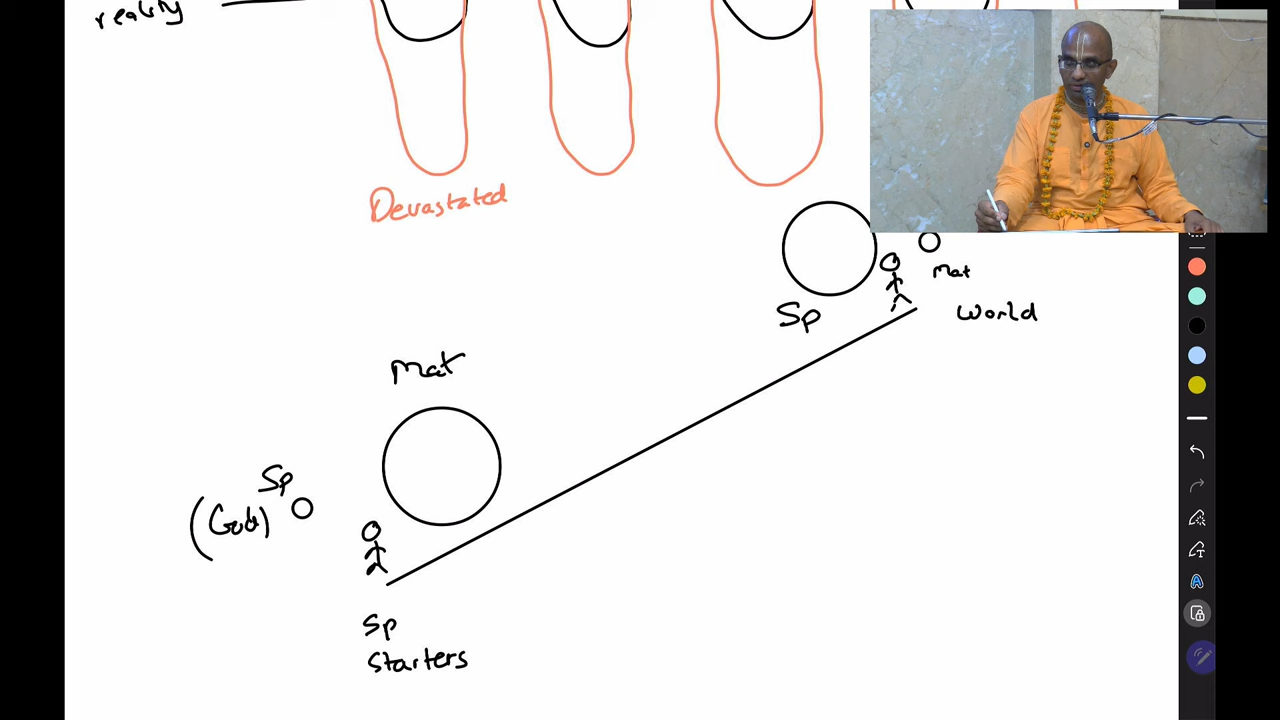 reality
Devastated
Mat
Sp
World
Mat
Sp
(God)
Sp
Starters